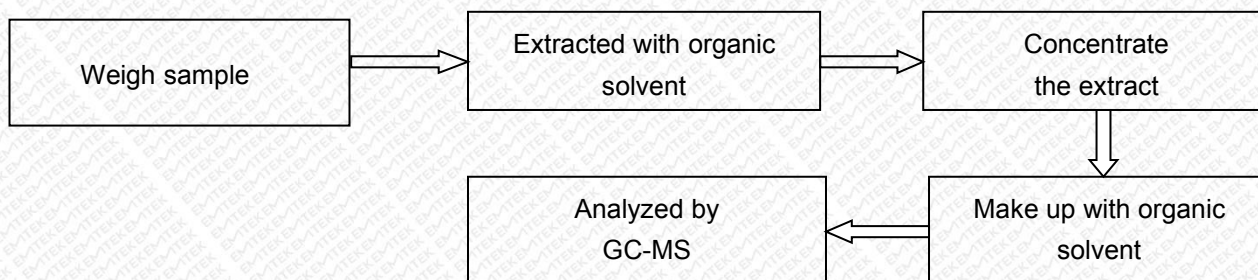 Weigh sample
Extracted with organic
solvent
Concentrate
the extract
Make up with organic
solvent
Analyzed by
GC-MS